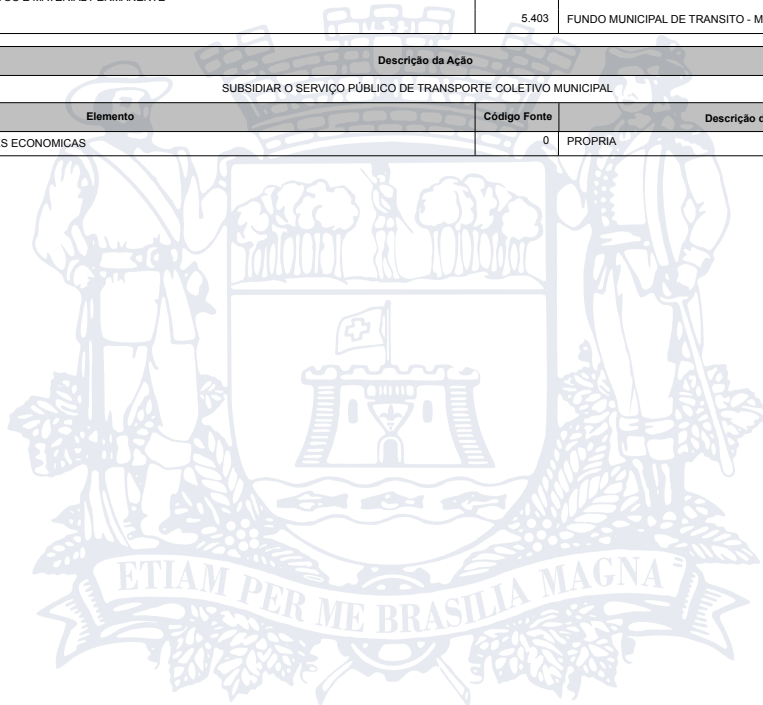 5.403 FUNDO MUNICIPAL DE TRANSITO - M
Descrição da Ação
SUBSIDIAR O SERVIÇO PÚBLICO DE TRANSPORTE COLETIVO MUNICIPAL
Elemento Código Fonte Descrição d
S ECONOMICAS 0 PROPRIA
ETIAM PER ME BRASILIA MAGNA